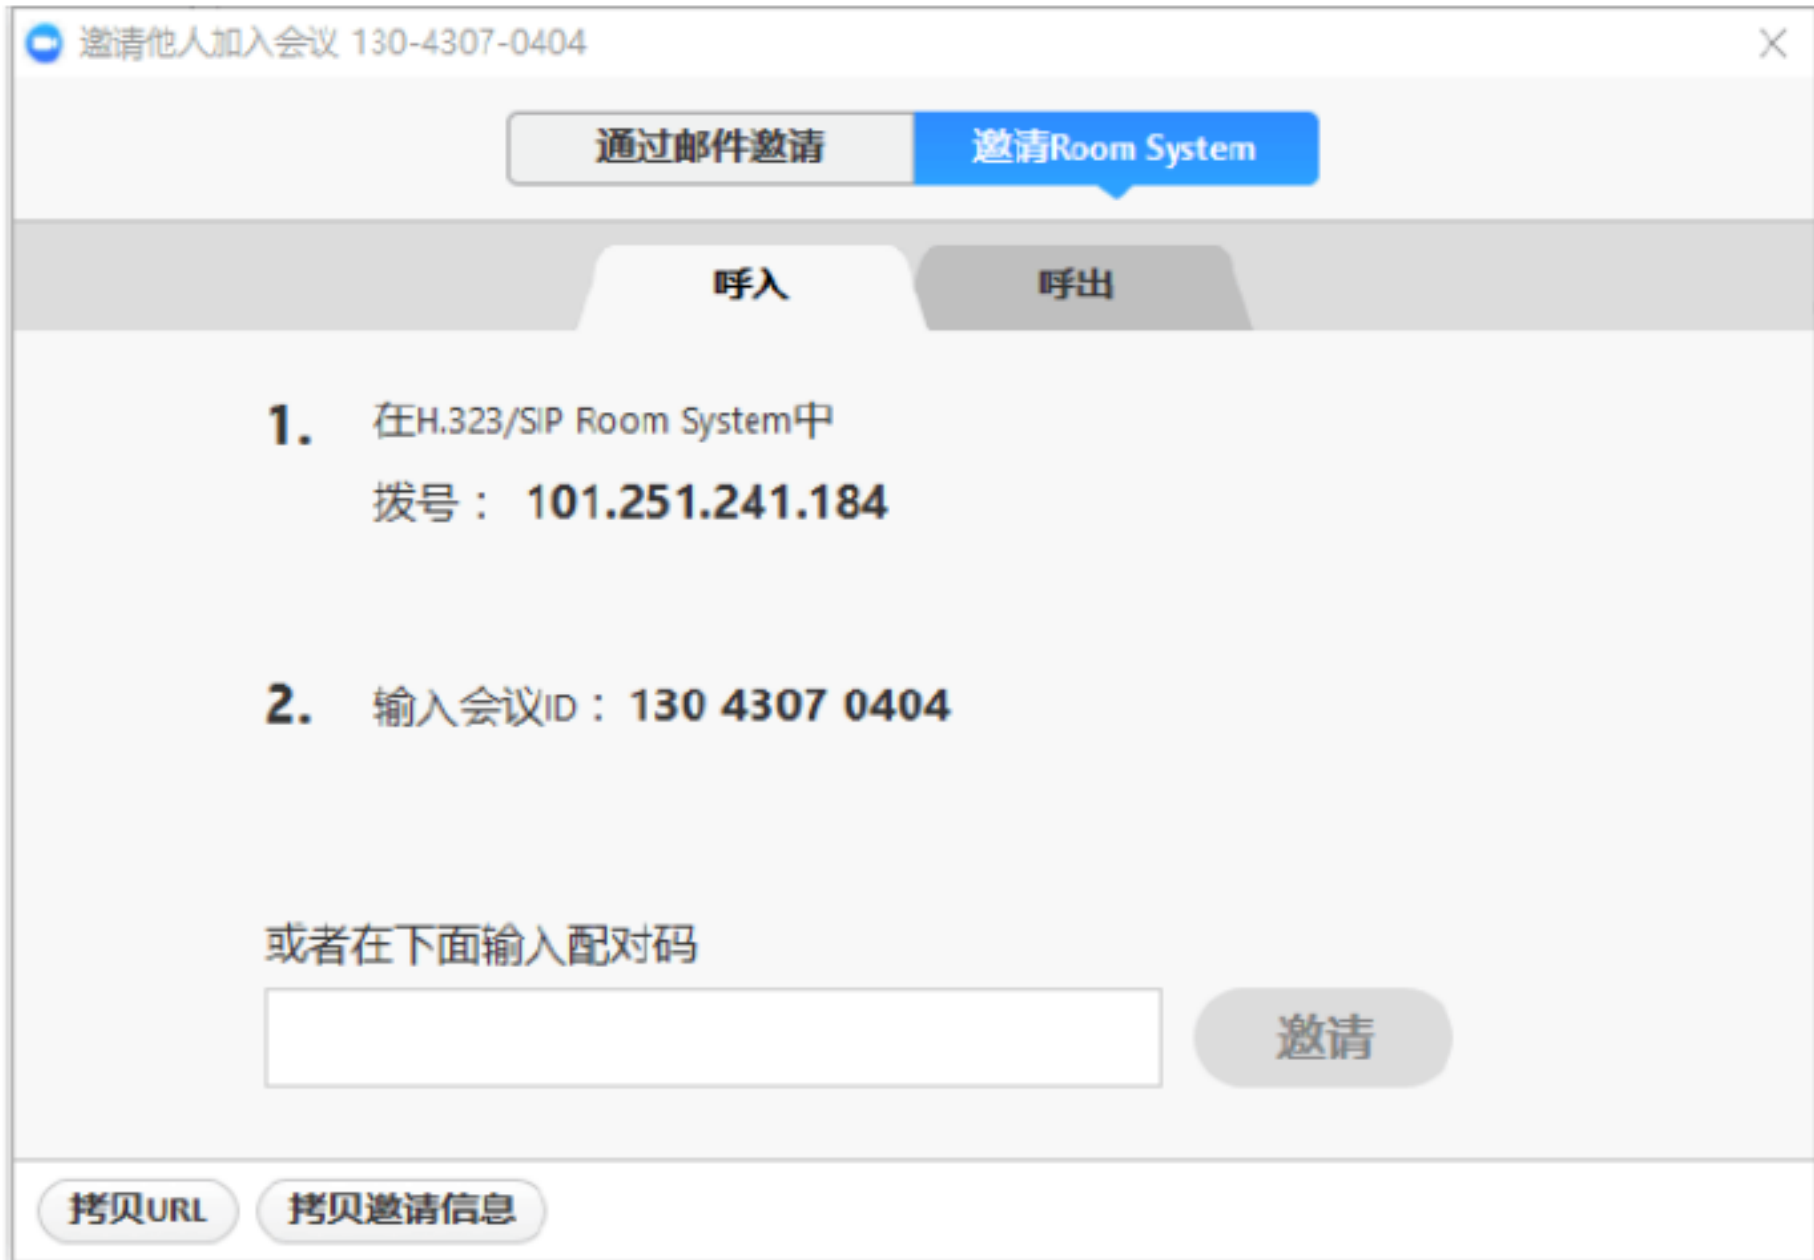 邀请他人加入会议 130-4307-0404
通过邮件邀请 邀请Room System
呼入 呼出
1. 在H.323/SIP Room System中
拨号： 101.251.241.184
2. 输入会议ID： 130 4307 0404
或者在下面输入配对码
邀请
拷贝URL 拷贝邀请信息